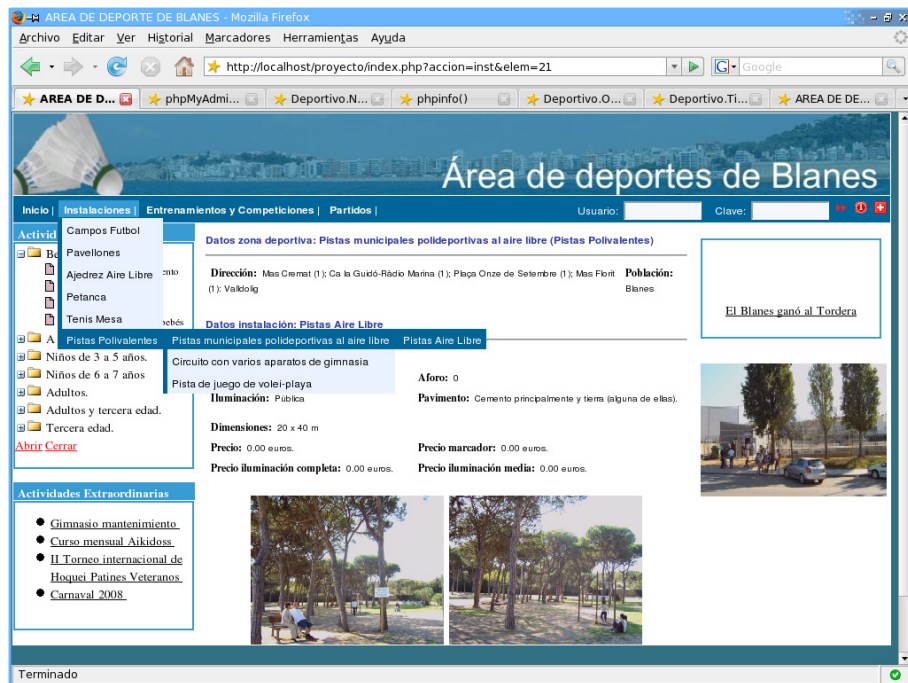 AREA DE DEPORTE DE BLANES - Mozilla Firefox
Archivo Editar Ver Historial Marcadores Herramientas Ayuda
http://localhost/proyecto/index.php?accion=inst&elem=21
Google
AREA DE D... phpMyAdmi... Deportivo.N... phpinfo() Deportivo.O... Deportivo.Ti... AREA DE DE...
Área de deportes de Blanes
Inicio | Instalaciones | Entrenamientos y Competiciones | Partidos | Usuario: Clave:
Activid
Be
ento
ebés
A
Niños de 3 a 5 años.
Niños de 6 a 7 años
Adultos.
Adultos y tercera edad.
Tercera edad.
Abrir Cerrar
Campos Futbol
Pavellones
Ajedrez Aire Libre
Petanca
Tenis Mesa
Pistas Polivalentes
Pistas municipales polideportivas al aire libre
Pistas Aire Libre
Circuito con varios aparatos de gimnasia
Pista de juego de volei-playa
Actividades Extraordinarias
Gimnasio mantenimiento
Curso mensual Aikidoss
II Torneo internacional de
Hoquei Patines Veteranos
Carnaval 2008
Datos zona deportiva: Pistas municipales polideportivas al aire libre (Pistas Polivalentes)
Dirección: Mas Cremat (1); Ca la Guidó-Ràdio Marina (1); Plaça Onze de Setembre (1); Mas Florit Población:
(1): Valldolig Blanes
Datos instalación: Pistas Aire Libre
Aforo: 0
Iluminación: Pública Pavimento: Cemento principalmente y tierra (alguna de ellas).
Dimensiones: 20 x 40 m
Precio: 0.00 euros. Precio marcador: 0.00 euros.
Precio iluminación completa: 0.00 euros. Precio iluminación media: 0.00 euros.
El Blanes ganó al Tordera
Terminado